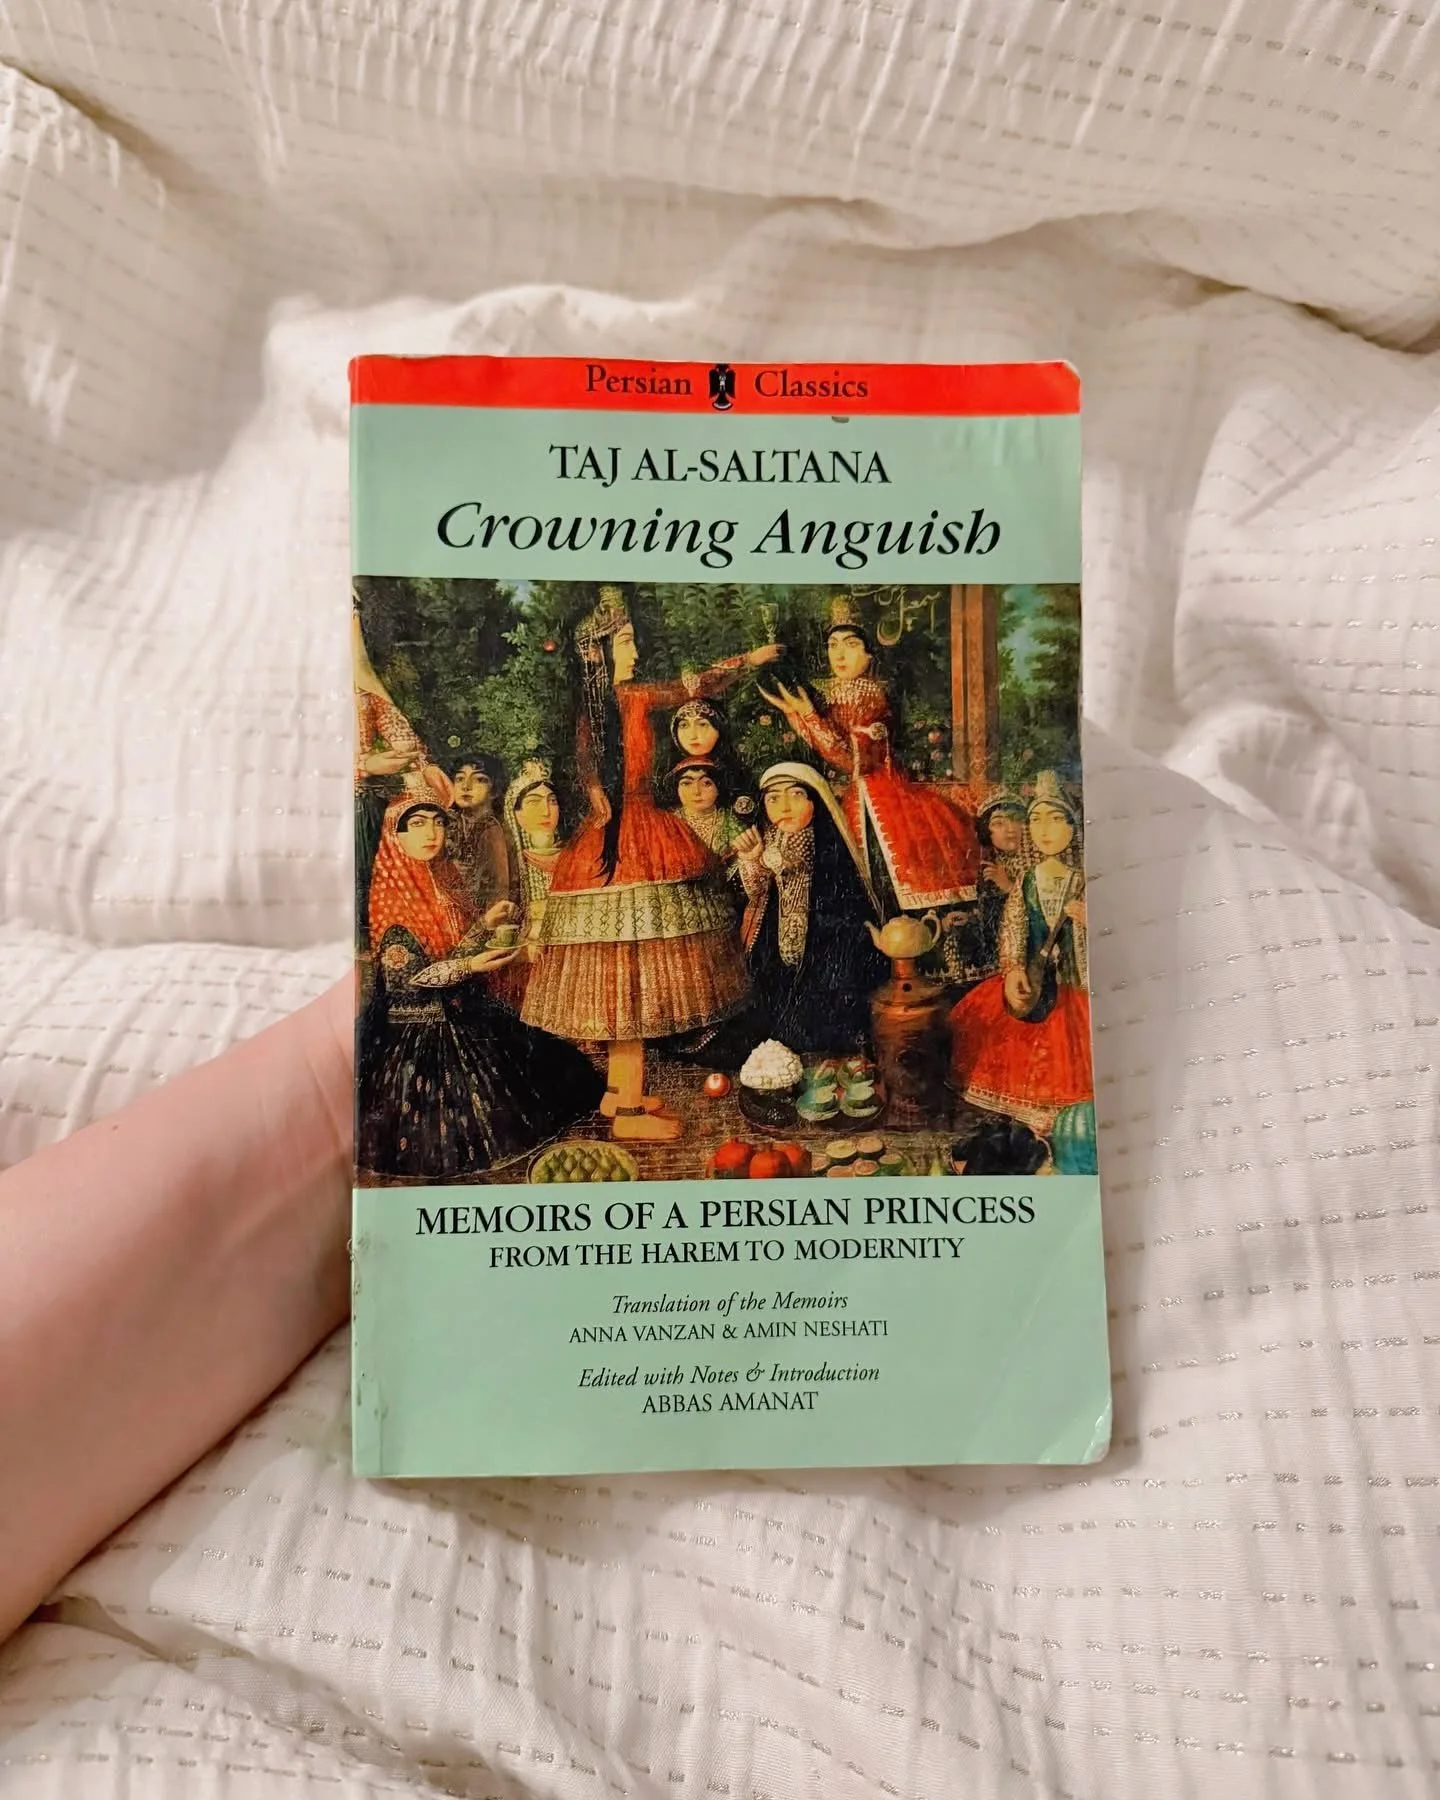 Persian Classics
TAJ AL-SALTANA
Crowning Anguish
MEMOIRS OF A PERSIAN PRINCESS
FROM THE HAREM TO MODERNITY
Translation of the Memoirs
ANNA VANZAN & AMIN NESHATI
Edited with Notes & Introduction
ABBAS AMANAT